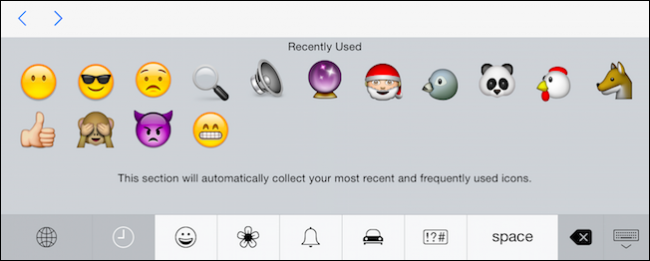 Recently Used
This section will automatically collect your most recent and frequently used icons.
!?# space